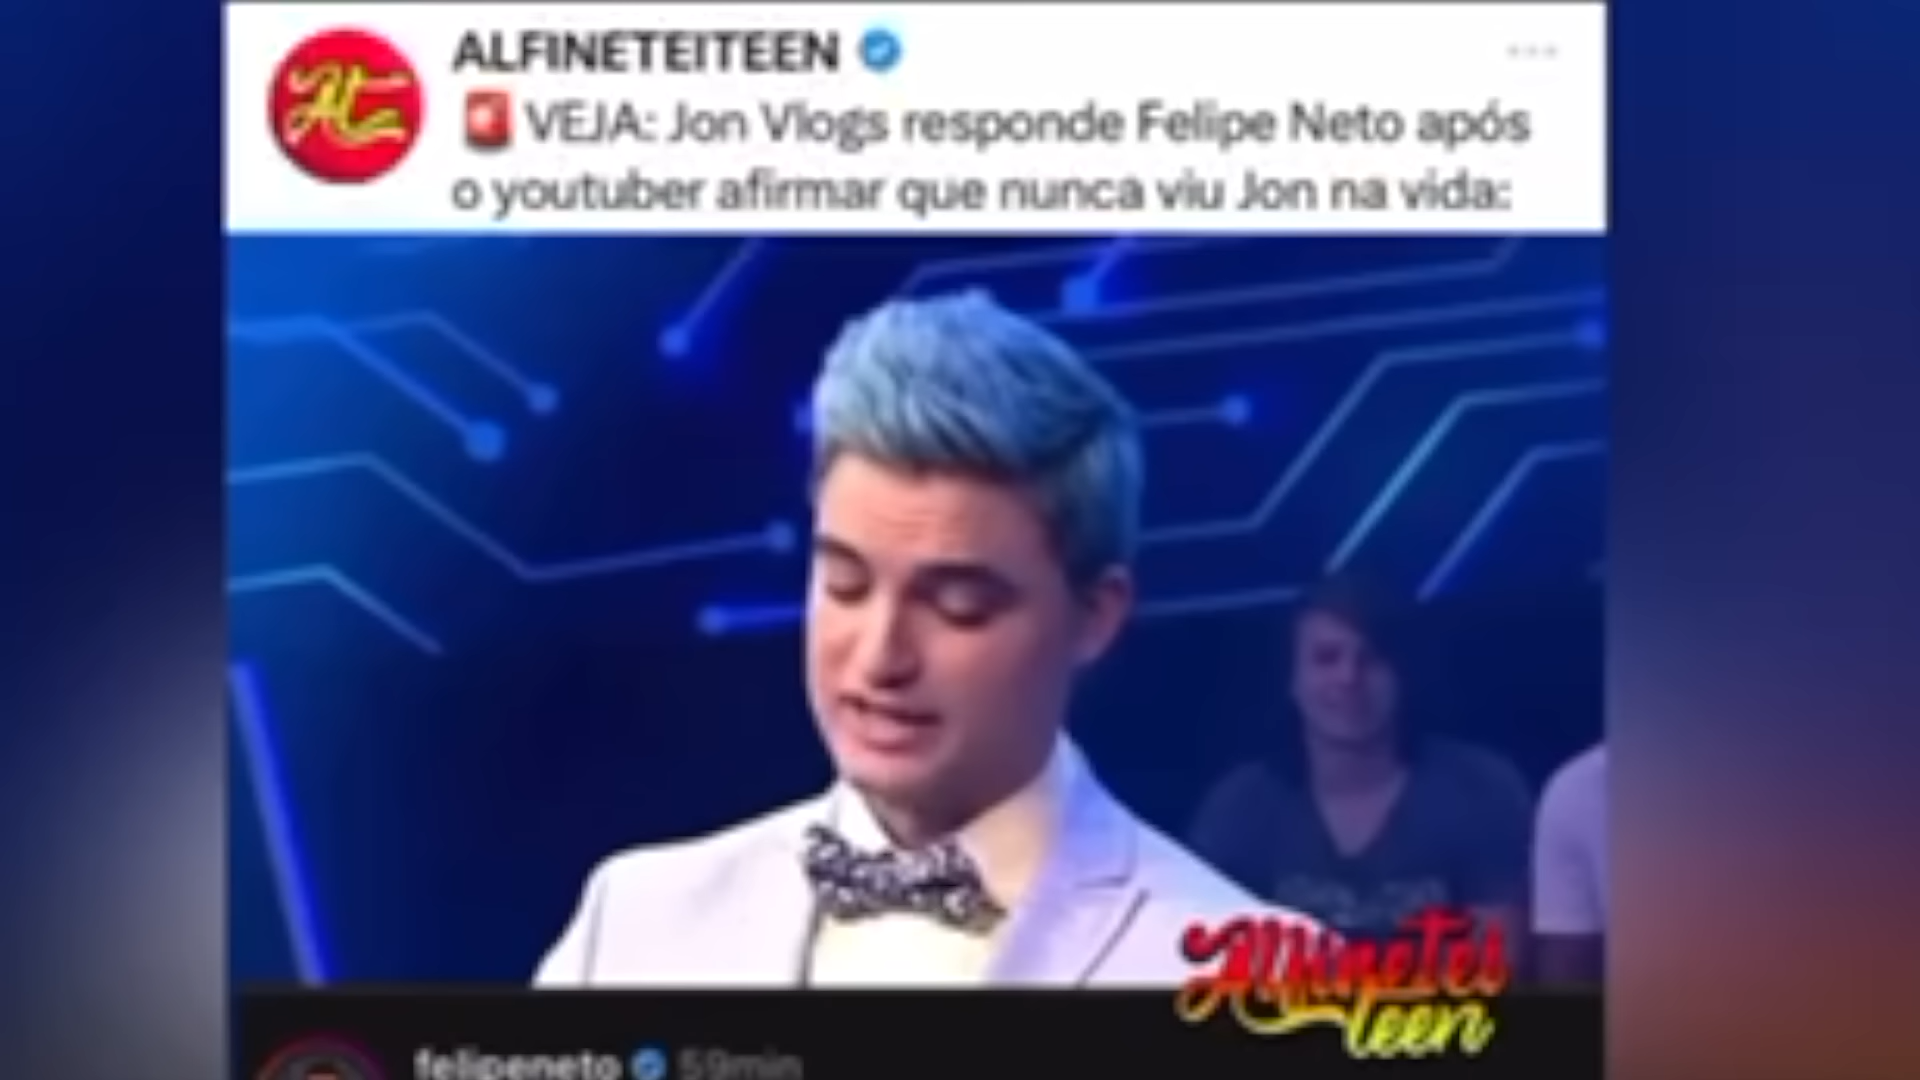 ALFINETEITEEN
🚨 VEJA: Jon Vlogs responde Felipe Neto após
o youtuber afirmar que nunca viu Jon na vida:
Alfinetei
teen
felipeneto 59min